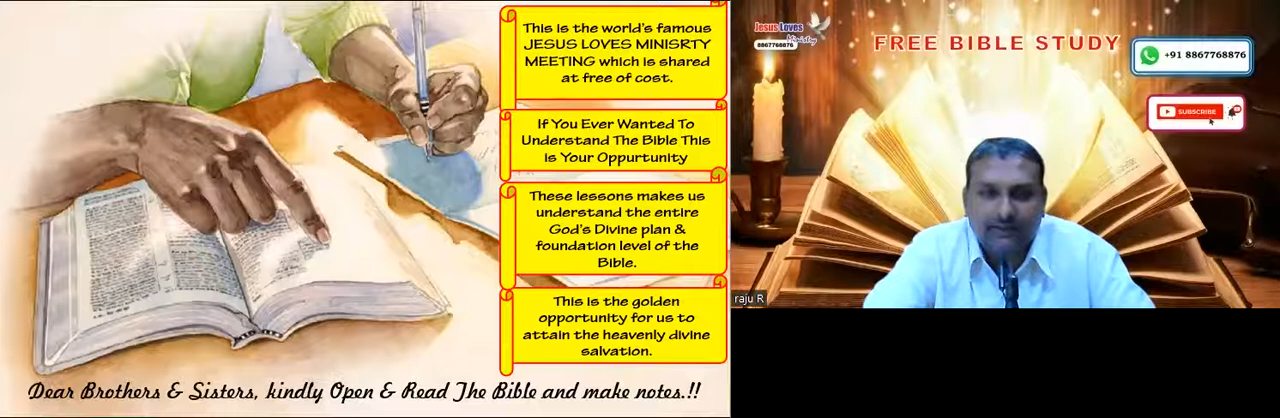 This is the world's famous
JESUS LOVES MINISRTY
MEETING which is shared
at free of cost.
If You Ever Wanted To
Understand The Bible This
is Your Oppurtunity
These lessons makes us
understand the entire
God's Divine plan &
foundation level of the
Bible.
This is the golden
opportunity for us to
attain the heavenly divine
salvation.
Dear Brothers & Sisters, kindly Open & Read The Bible and make notes.!!
Jesus Loves
Ministry
8867768876
FREE BIBLE STUDY
+91 8867768876
SUBSCRIBE
raju R